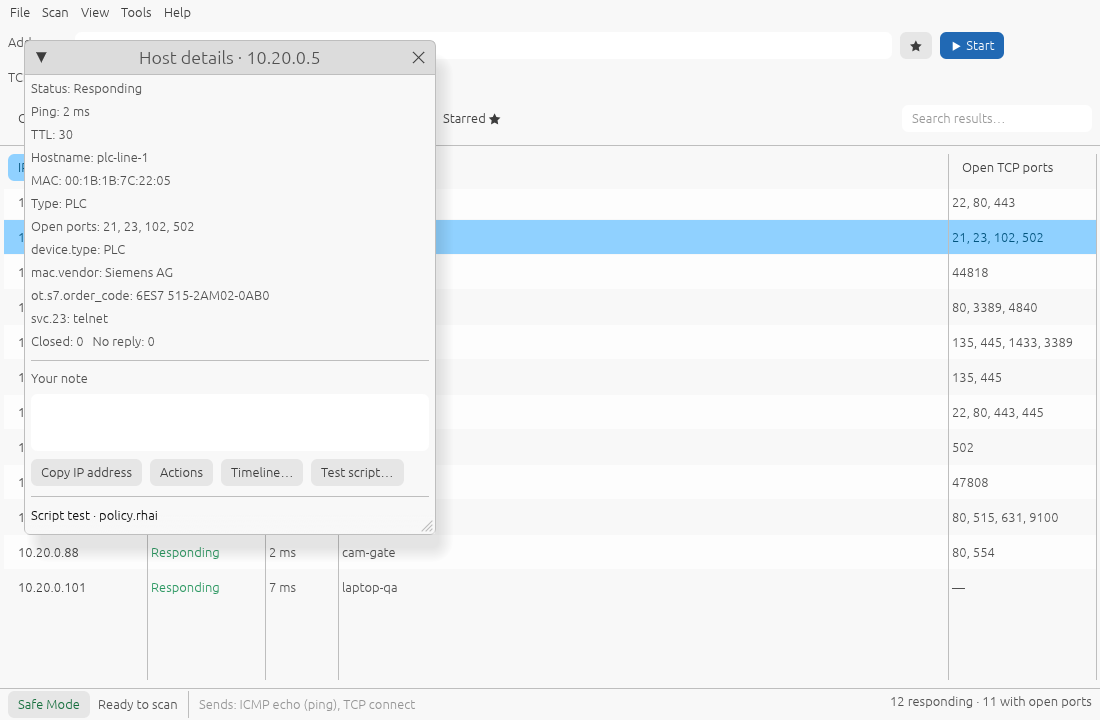 File Scan View Tools Help
Start
Host details · 10.20.0.5
Status: Responding
Ping: 2 ms
TTL: 30
Hostname: plc-line-1
MAC: 00:1B:1B:7C:22:05
Type: PLC
Open ports: 21, 23, 102, 502
device.type: PLC
mac.vendor: Siemens AG
ot.s7.order_code: 6ES7 515-2AM02-0AB0
svc.23: telnet
Closed: 0 No reply: 0
Your note
Copy IP address Actions Timeline… Test script…
Script test · policy.rhai
Starred ★ Search results…
Open TCP ports
22, 80, 443
21, 23, 102, 502
44818
80, 3389, 4840
135, 445, 1433, 3389
135, 445
22, 80, 443, 445
502
47808
80, 515, 631, 9100
10.20.0.88 Responding 2 ms cam-gate 80, 554
10.20.0.101 Responding 7 ms laptop-qa —
Safe Mode Ready to scan Sends: ICMP echo (ping), TCP connect 12 responding · 11 with open ports